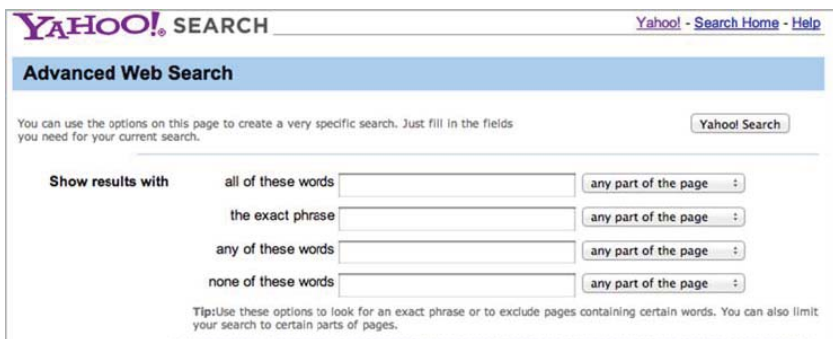 YAHOO!® SEARCH Yahoo! - Search Home - Help
Advanced Web Search
You can use the options on this page to create a very specific search. Just fill in the fields
you need for your current search.
Yahoo! Search
Show results with all of these words any part of the page
the exact phrase any part of the page
any of these words any part of the page
none of these words any part of the page
Tip:Use these options to look for an exact phrase or to exclude pages containing certain words. You can also limit
your search to certain parts of pages.